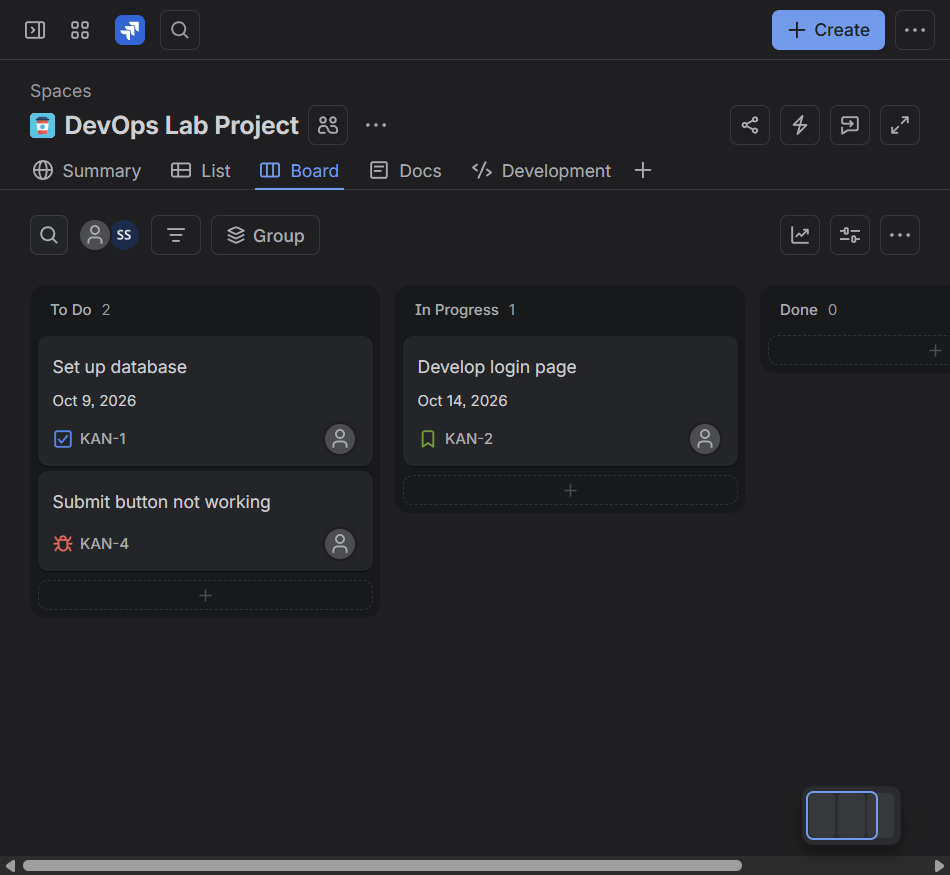 Create
Spaces
DevOps Lab Project
Summary
List
Board
Docs
Development
SS
Group
To Do 2
Set up database
Oct 9, 2026
KAN-1
Submit button not working
KAN-4
In Progress 1
Develop login page
Oct 14, 2026
KAN-2
Done 0